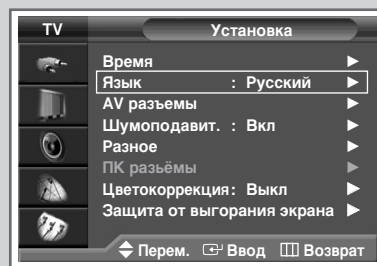 TV Установка
Время
Язык : Русский
AV разъемы
Шумоподавит. : Вкл
Разное
ПК разьёмы
Цветокоррекция: Выкл
Защита от выгорания экрана
Перем. Ввод Возврат